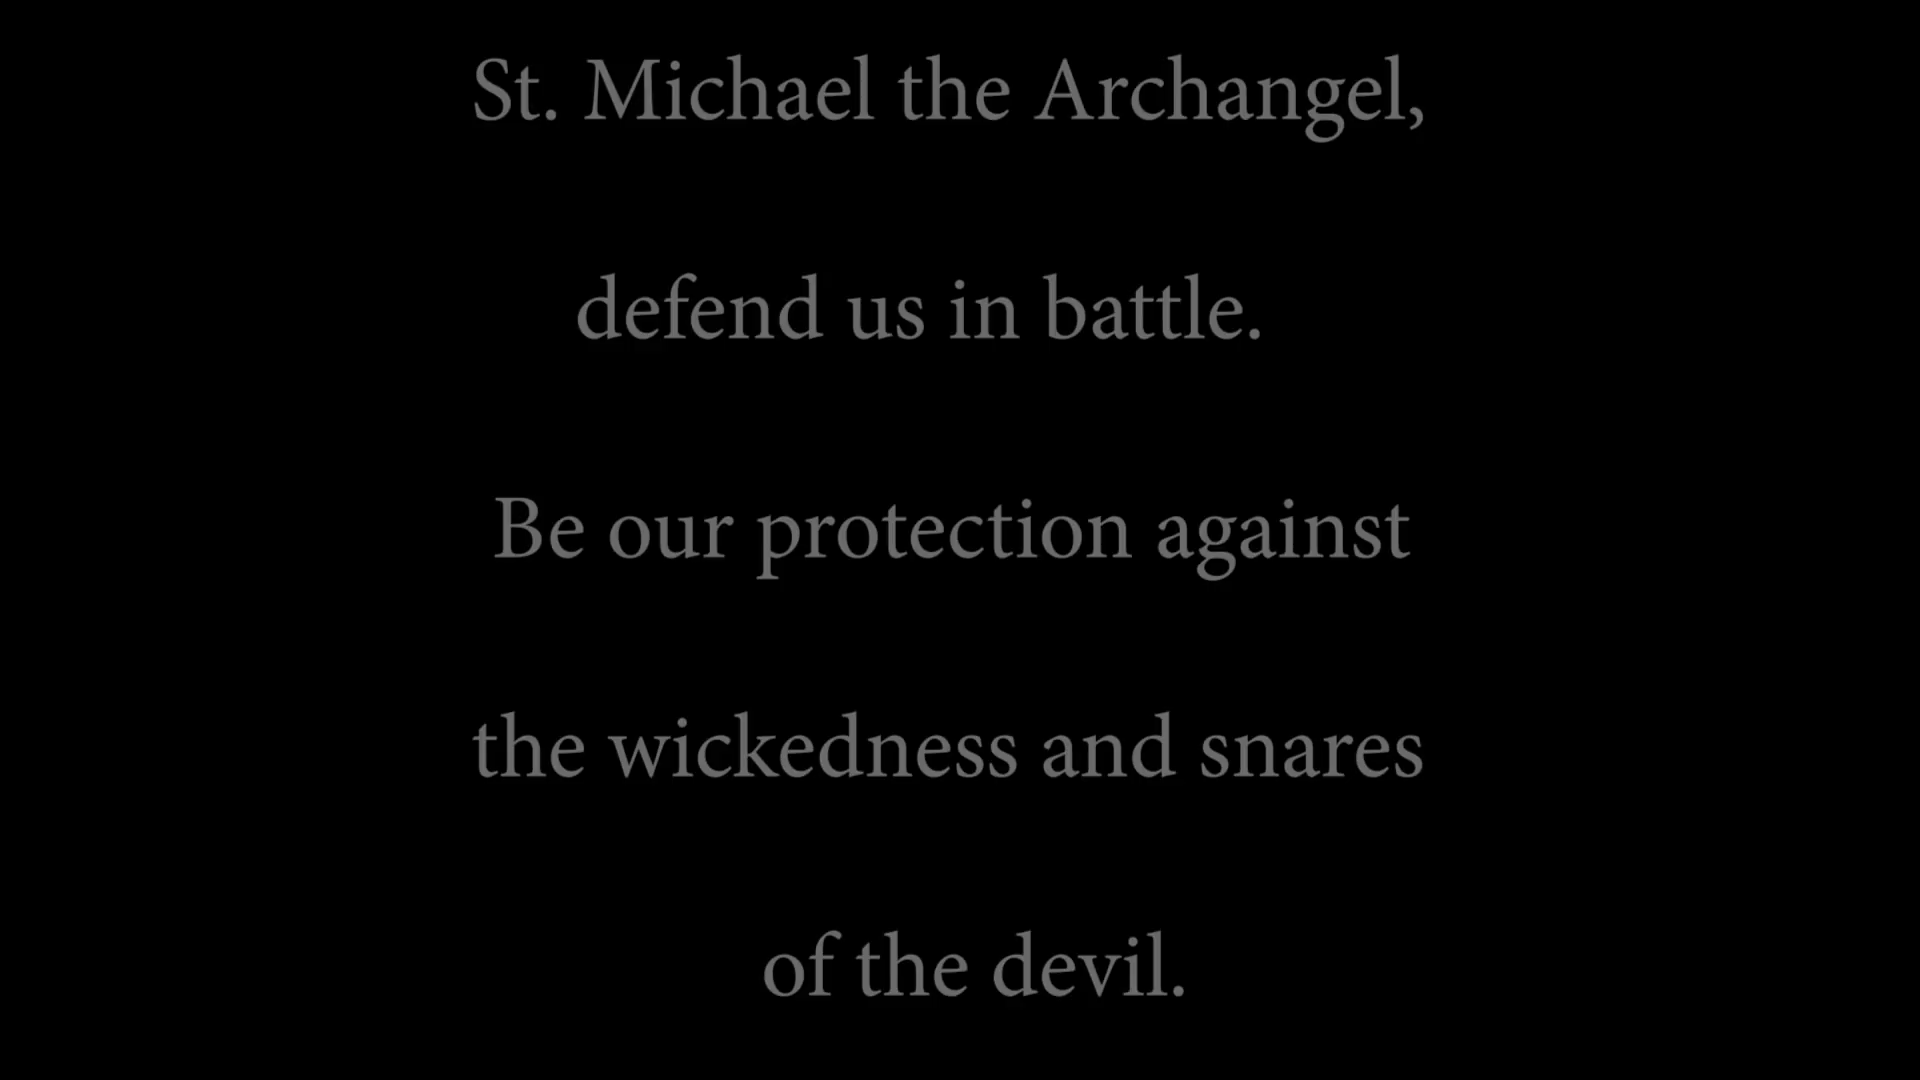 St. Michael the Archangel,
defend us in battle.
Be our protection against
the wickedness and snares
of the devil.